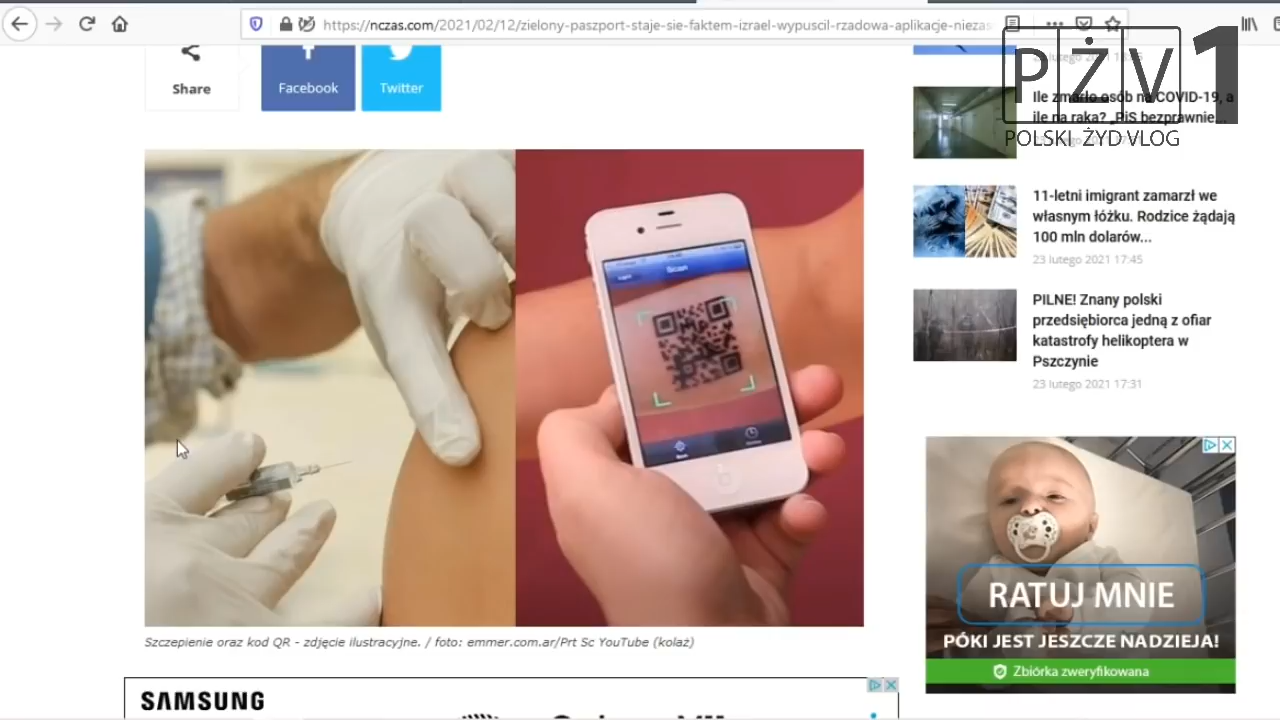 https://nczas.com/2021/02/12/zielony-paszport-staje-sie-faktem-izrael-wypuscil-rzadowa-aplikacje-niezas
PŻV1
POLSKI ŻYD VLOG
Share
Facebook
Twitter
Scan
Szczepienie oraz kod QR - zdjęcie ilustracyjne. / foto: emmer.com.ar/Prt Sc YouTube (kolaż)
SAMSUNG
Ile zmarło osób na COVID-19, a
ile na raka? „PiS bezprawnie...
11-letni imigrant zamarzł we
własnym łóżku. Rodzice żądają
100 mln dolarów...
23 lutego 2021 17:45
PILNE! Znany polski
przedsiębiorca jedną z ofiar
katastrofy helikoptera w
Pszczynie
23 lutego 2021 17:31
RATUJ MNIE
PÓKI JEST JESZCZE NADZIEJA!
Zbiórka zweryfikowana